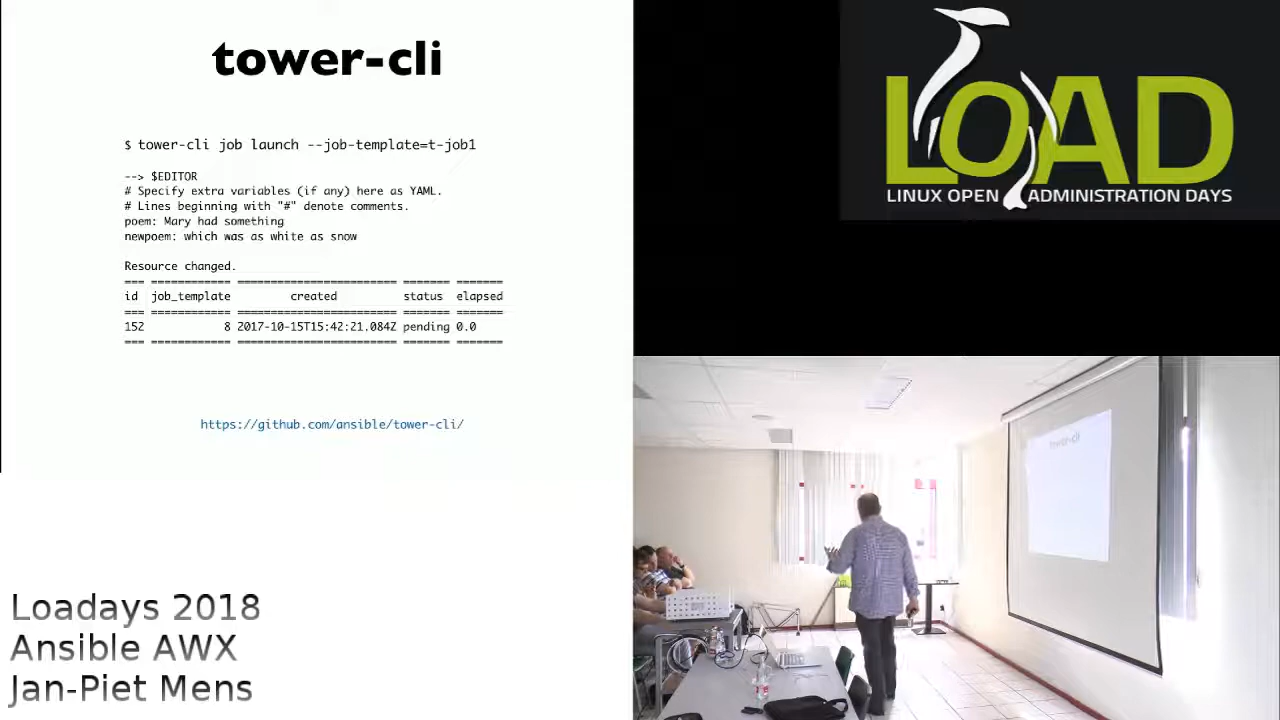 tower-cli
$ tower-cli job launch --job-template=t-job1
--> $EDITOR
# Specify extra variables (if any) here as YAML.
# Lines beginning with "#" denote comments.
poem: Mary had something
newpoem: which was as white as snow
Resource changed.
=== ============ ======================== ======= =======
id job_template created status elapsed
=== ============ ======================== ======= =======
152 8 2017-10-15T15:42:21.084Z pending 0.0
=== ============ ======================== ======= =======
https://github.com/ansible/tower-cli/
LOAD
LINUX OPEN ADMINISTRATION DAYS
tower-cli
Loadays 2018
Ansible AWX
Jan-Piet Mens